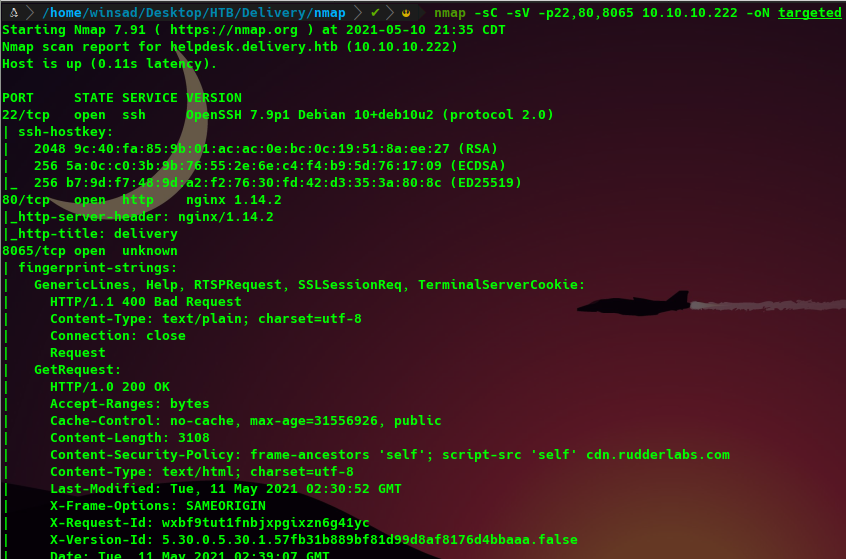 /home/winsad/Desktop/HTB/Delivery/nmap ✔ nmap -sC -sV -p22,80,8065 10.10.10.222 -oN targeted
Starting Nmap 7.91 ( https://nmap.org ) at 2021-05-10 21:35 CDT
Nmap scan report for helpdesk.delivery.htb (10.10.10.222)
Host is up (0.11s latency).
PORT     STATE SERVICE VERSION
22/tcp   open  ssh     OpenSSH 7.9p1 Debian 10+deb10u2 (protocol 2.0)
| ssh-hostkey:
|   2048 9c:40:fa:85:9b:01:ac:ac:0e:bc:0c:19:51:8a:ee:27 (RSA)
|   256 5a:0c:c0:3b:9b:76:55:2e:6e:c4:f4:b9:5d:76:17:09 (ECDSA)
|_  256 b7:9d:f7:48:9d:a2:f2:76:30:fd:42:d3:35:3a:80:8c (ED25519)
80/tcp   open  http    nginx 1.14.2
|_http-server-header: nginx/1.14.2
|_http-title: delivery
8065/tcp open  unknown
| fingerprint-strings:
|   GenericLines, Help, RTSPRequest, SSLSessionReq, TerminalServerCookie:
|     HTTP/1.1 400 Bad Request
|     Content-Type: text/plain; charset=utf-8
|     Connection: close
|     Request
|   GetRequest:
|     HTTP/1.0 200 OK
|     Accept-Ranges: bytes
|     Cache-Control: no-cache, max-age=31556926, public
|     Content-Length: 3108
|     Content-Security-Policy: frame-ancestors 'self'; script-src 'self' cdn.rudderlabs.com
|     Content-Type: text/html; charset=utf-8
|     Last-Modified: Tue, 11 May 2021 02:30:52 GMT
|     X-Frame-Options: SAMEORIGIN
|     X-Request-Id: wxbf9tut1fnbjxpgixzn6g41yc
|     X-Version-Id: 5.30.0.5.30.1.57fb31b889bf81d99d8af8176d4bbaaa.false
|     Date: Tue, 11 May 2021 02:39:07 GMT